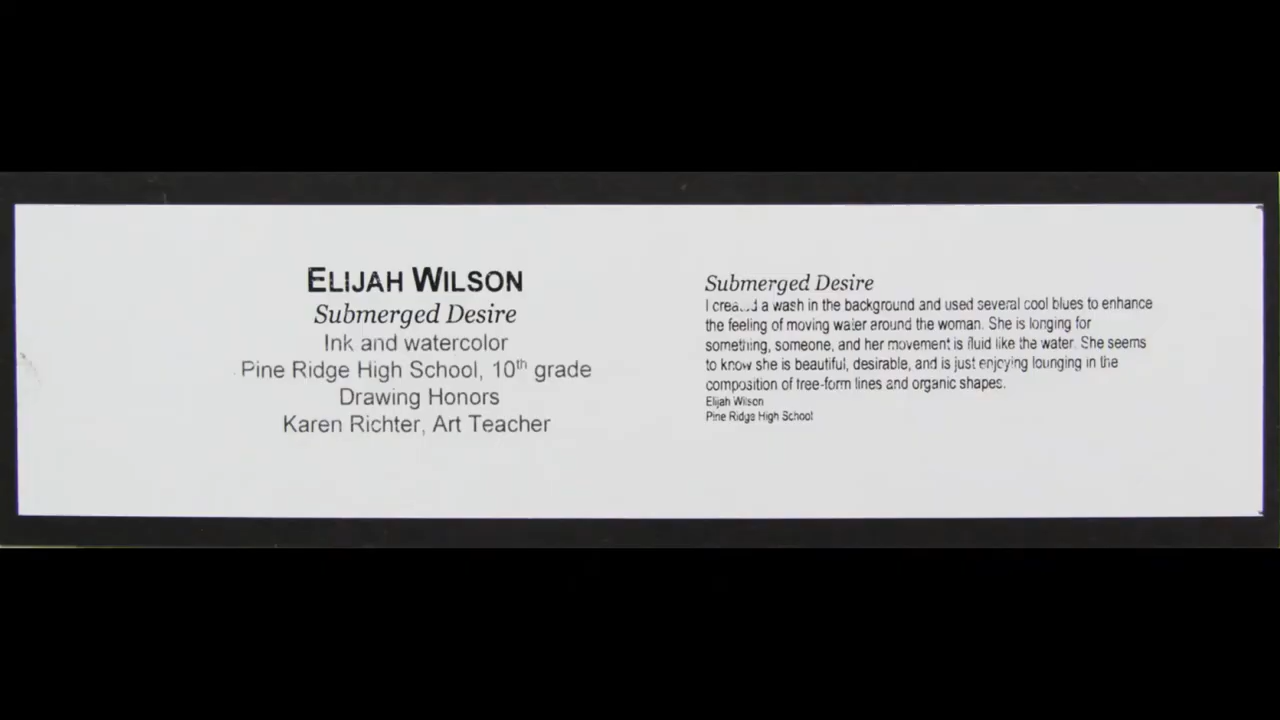 ELIJAH WILSON
Submerged Desire
Ink and watercolor
Pine Ridge High School, 10th grade
Drawing Honors
Karen Richter, Art Teacher
Submerged Desire
I created a wash in the background and used several cool blues to enhance
the feeling of moving water around the woman. She is longing for
something, someone, and her movement is fluid like the water. She seems
to know she is beautiful, desirable, and is just enjoying lounging in the
composition of tree-form lines and organic shapes.
Elijah Wilson
Pine Ridge High School